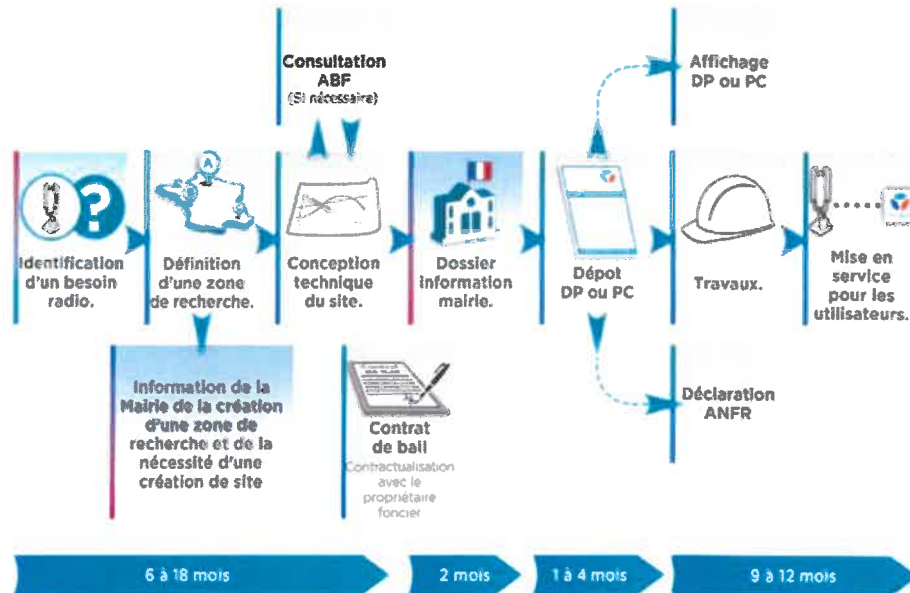 Consultation
ABF
(Si nécessaire)
Affichage
DP ou PC
A
?
Identification
d'un besoin
radio.
Définition
d'une zone
de recherche.
Conception
technique
du site.
Dossier
information
mairie.
Dépot
DP ou PC
Travaux.
Mise en
service
pour les
utilisateurs.
Information de la
Mairie de la création
d'une zone de
recherche et de la
nécessité d'une
création de site
Contrat
de bail
Contractualisation
avec le
propriétaire
foncier
Déclaration
ANFR
6 à 18 mois
2 mois
1 à 4 mois
9 à 12 mois